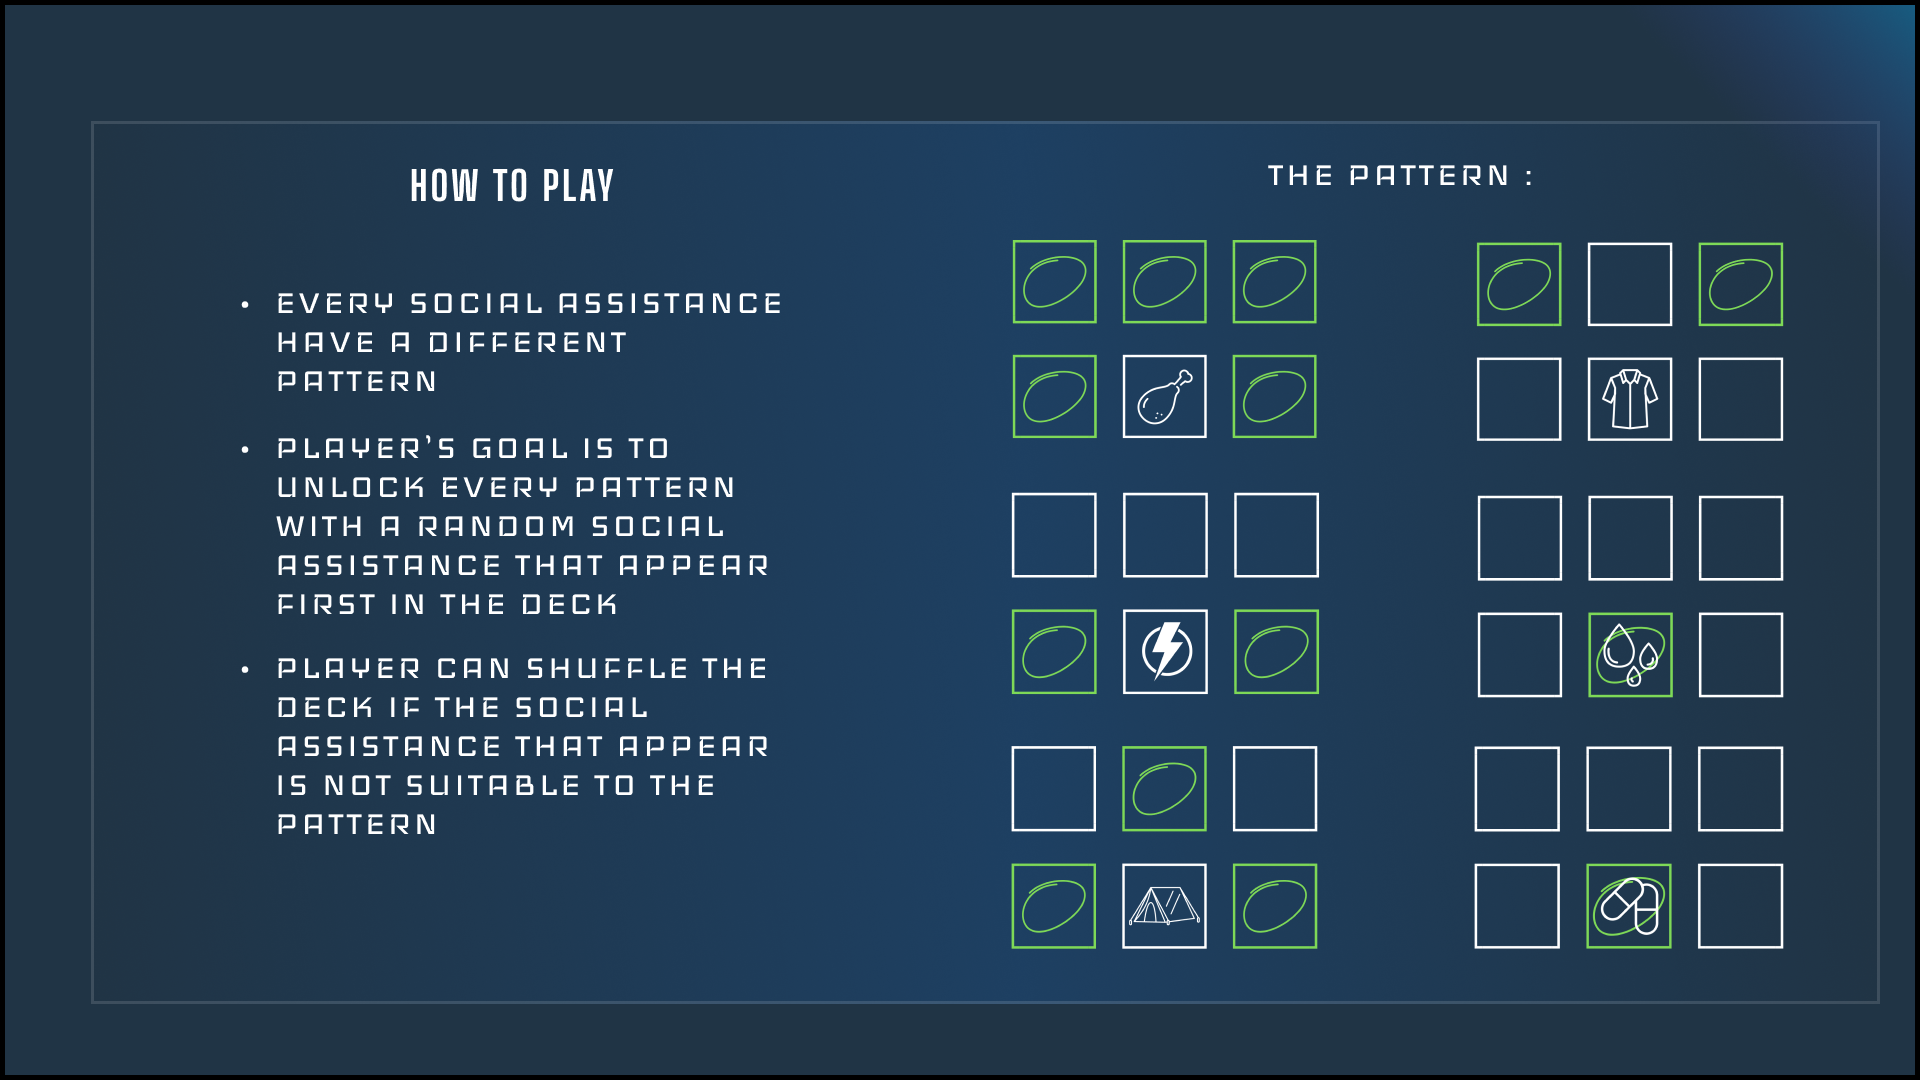 HOW TO PLAY
• EVERY SOCIAL ASSISTANCE
HAVE A DIFFERENT
PATTERN
• PLAYER'S GOAL IS TO
UNLOCK EVERY PATTERN
WITH A RANDOM SOCIAL
ASSISTANCE THAT APPEAR
FIRST IN THE DECK
• PLAYER CAN SHUFFLE THE
DECK IF THE SOCIAL
ASSISTANCE THAT APPEAR
IS NOT SUITABLE TO THE
PATTERN
THE PATTERN :